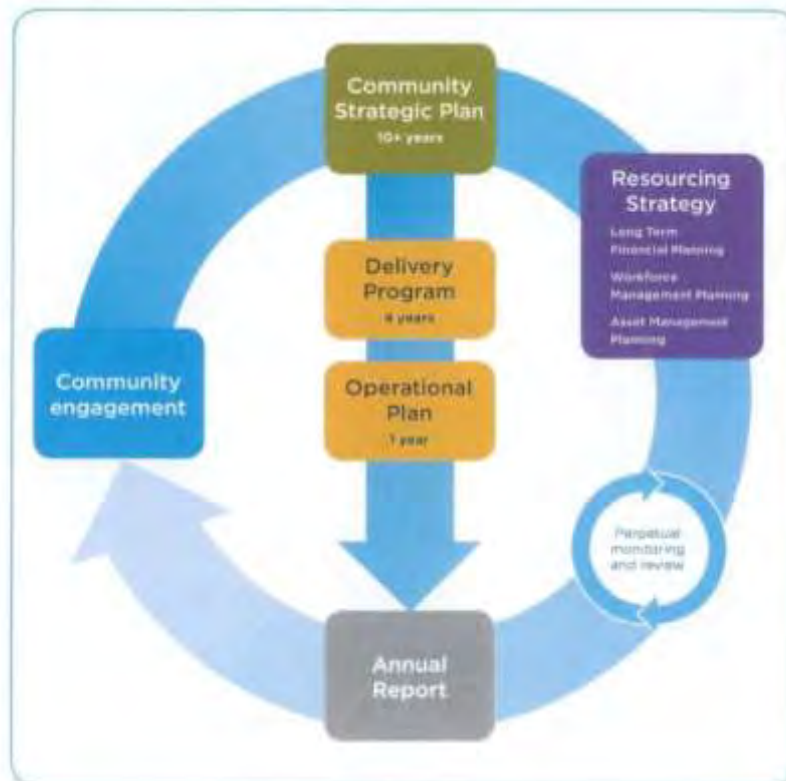 Community
Strategic Plan
10+ years
Resourcing
Strategy
Long Term
Financial Planning
Workforce
Management Planning
Asset Management
Planning
Delivery
Program
4 years
Community
engagement
Operational
Plan
1 year
Perpetual
monitoring
and review
Annual
Report